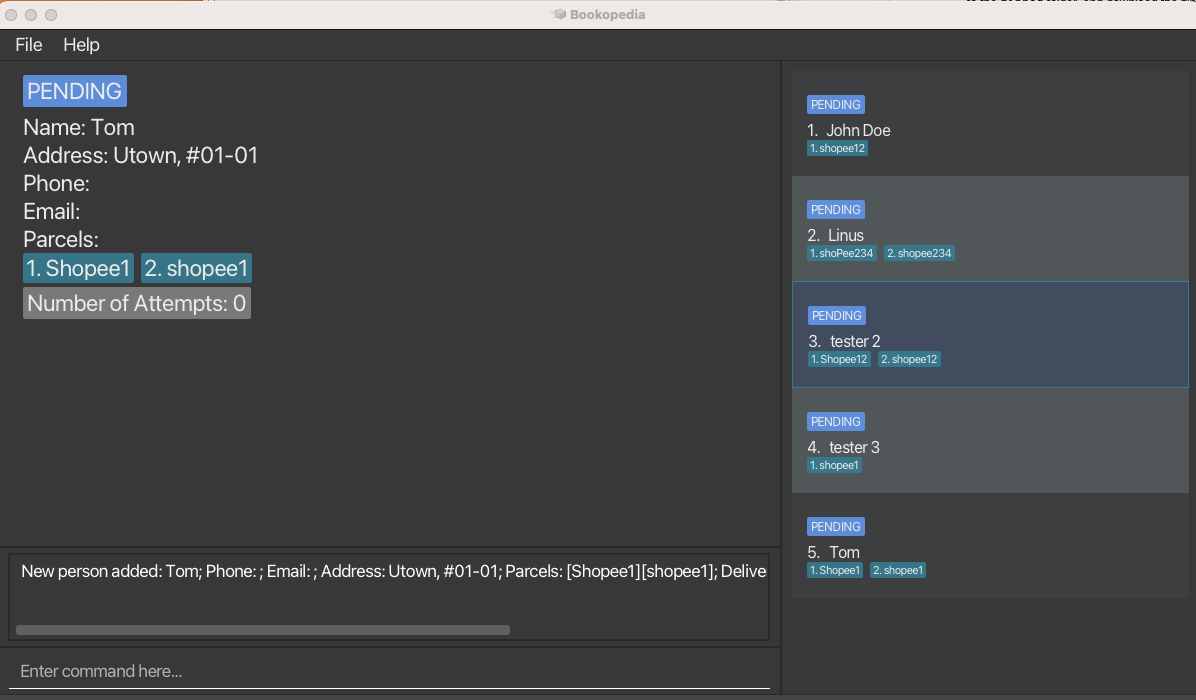 Bookopedia
File Help
PENDING
Name: Tom
Address: Utown, #01-01
Phone:
Email:
Parcels:
1. Shopee1 2. shopee1
Number of Attempts: 0
New person added: Tom; Phone: ; Email: ; Address: Utown, #01-01; Parcels: [Shopee1][shopee1]; Delive
Enter command here...
PENDING
1. John Doe
1. shopee12
PENDING
2. Linus
1. shoPee234 2. shopee234
PENDING
3. tester 2
1. Shopee12 2. shopee12
PENDING
4. tester 3
1. shopee1
PENDING
5. Tom
1. Shopee1 2. shopee1